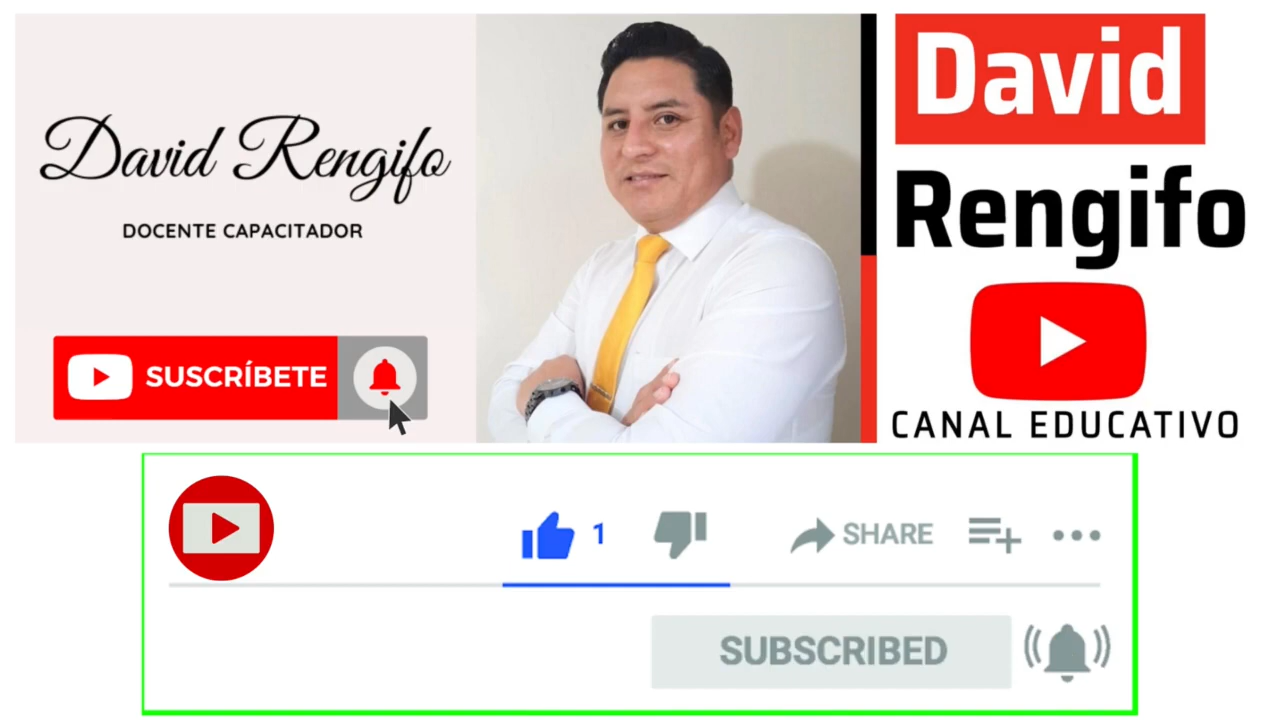 David Rengifo
DOCENTE CAPACITADOR
SUSCRÍBETE
David
Rengifo
CANAL EDUCATIVO
1
SHARE
SUBSCRIBED